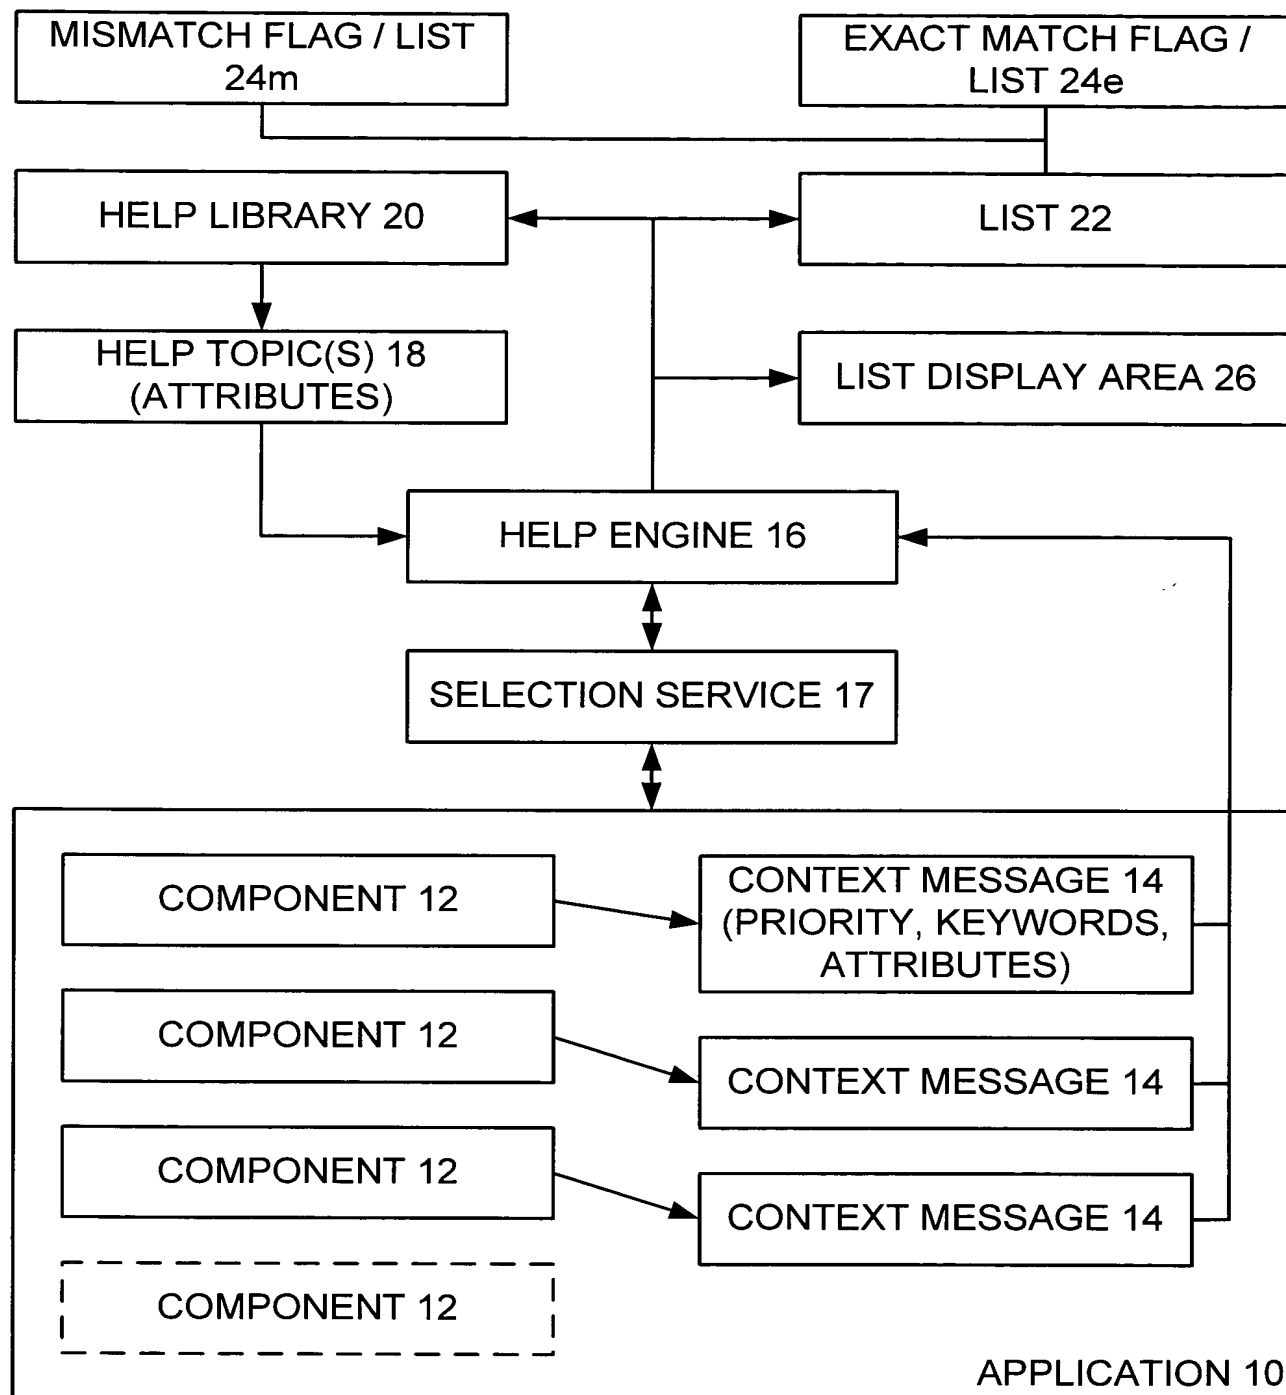 MISMATCH FLAG / LIST
24m
EXACT MATCH FLAG /
LIST 24e
HELP LIBRARY 20
LIST 22
HELP TOPIC(S) 18
(ATTRIBUTES)
LIST DISPLAY AREA 26
HELP ENGINE 16
SELECTION SERVICE 17
COMPONENT 12
CONTEXT MESSAGE 14
(PRIORITY, KEYWORDS,
ATTRIBUTES)
COMPONENT 12
CONTEXT MESSAGE 14
COMPONENT 12
CONTEXT MESSAGE 14
COMPONENT 12
APPLICATION 10